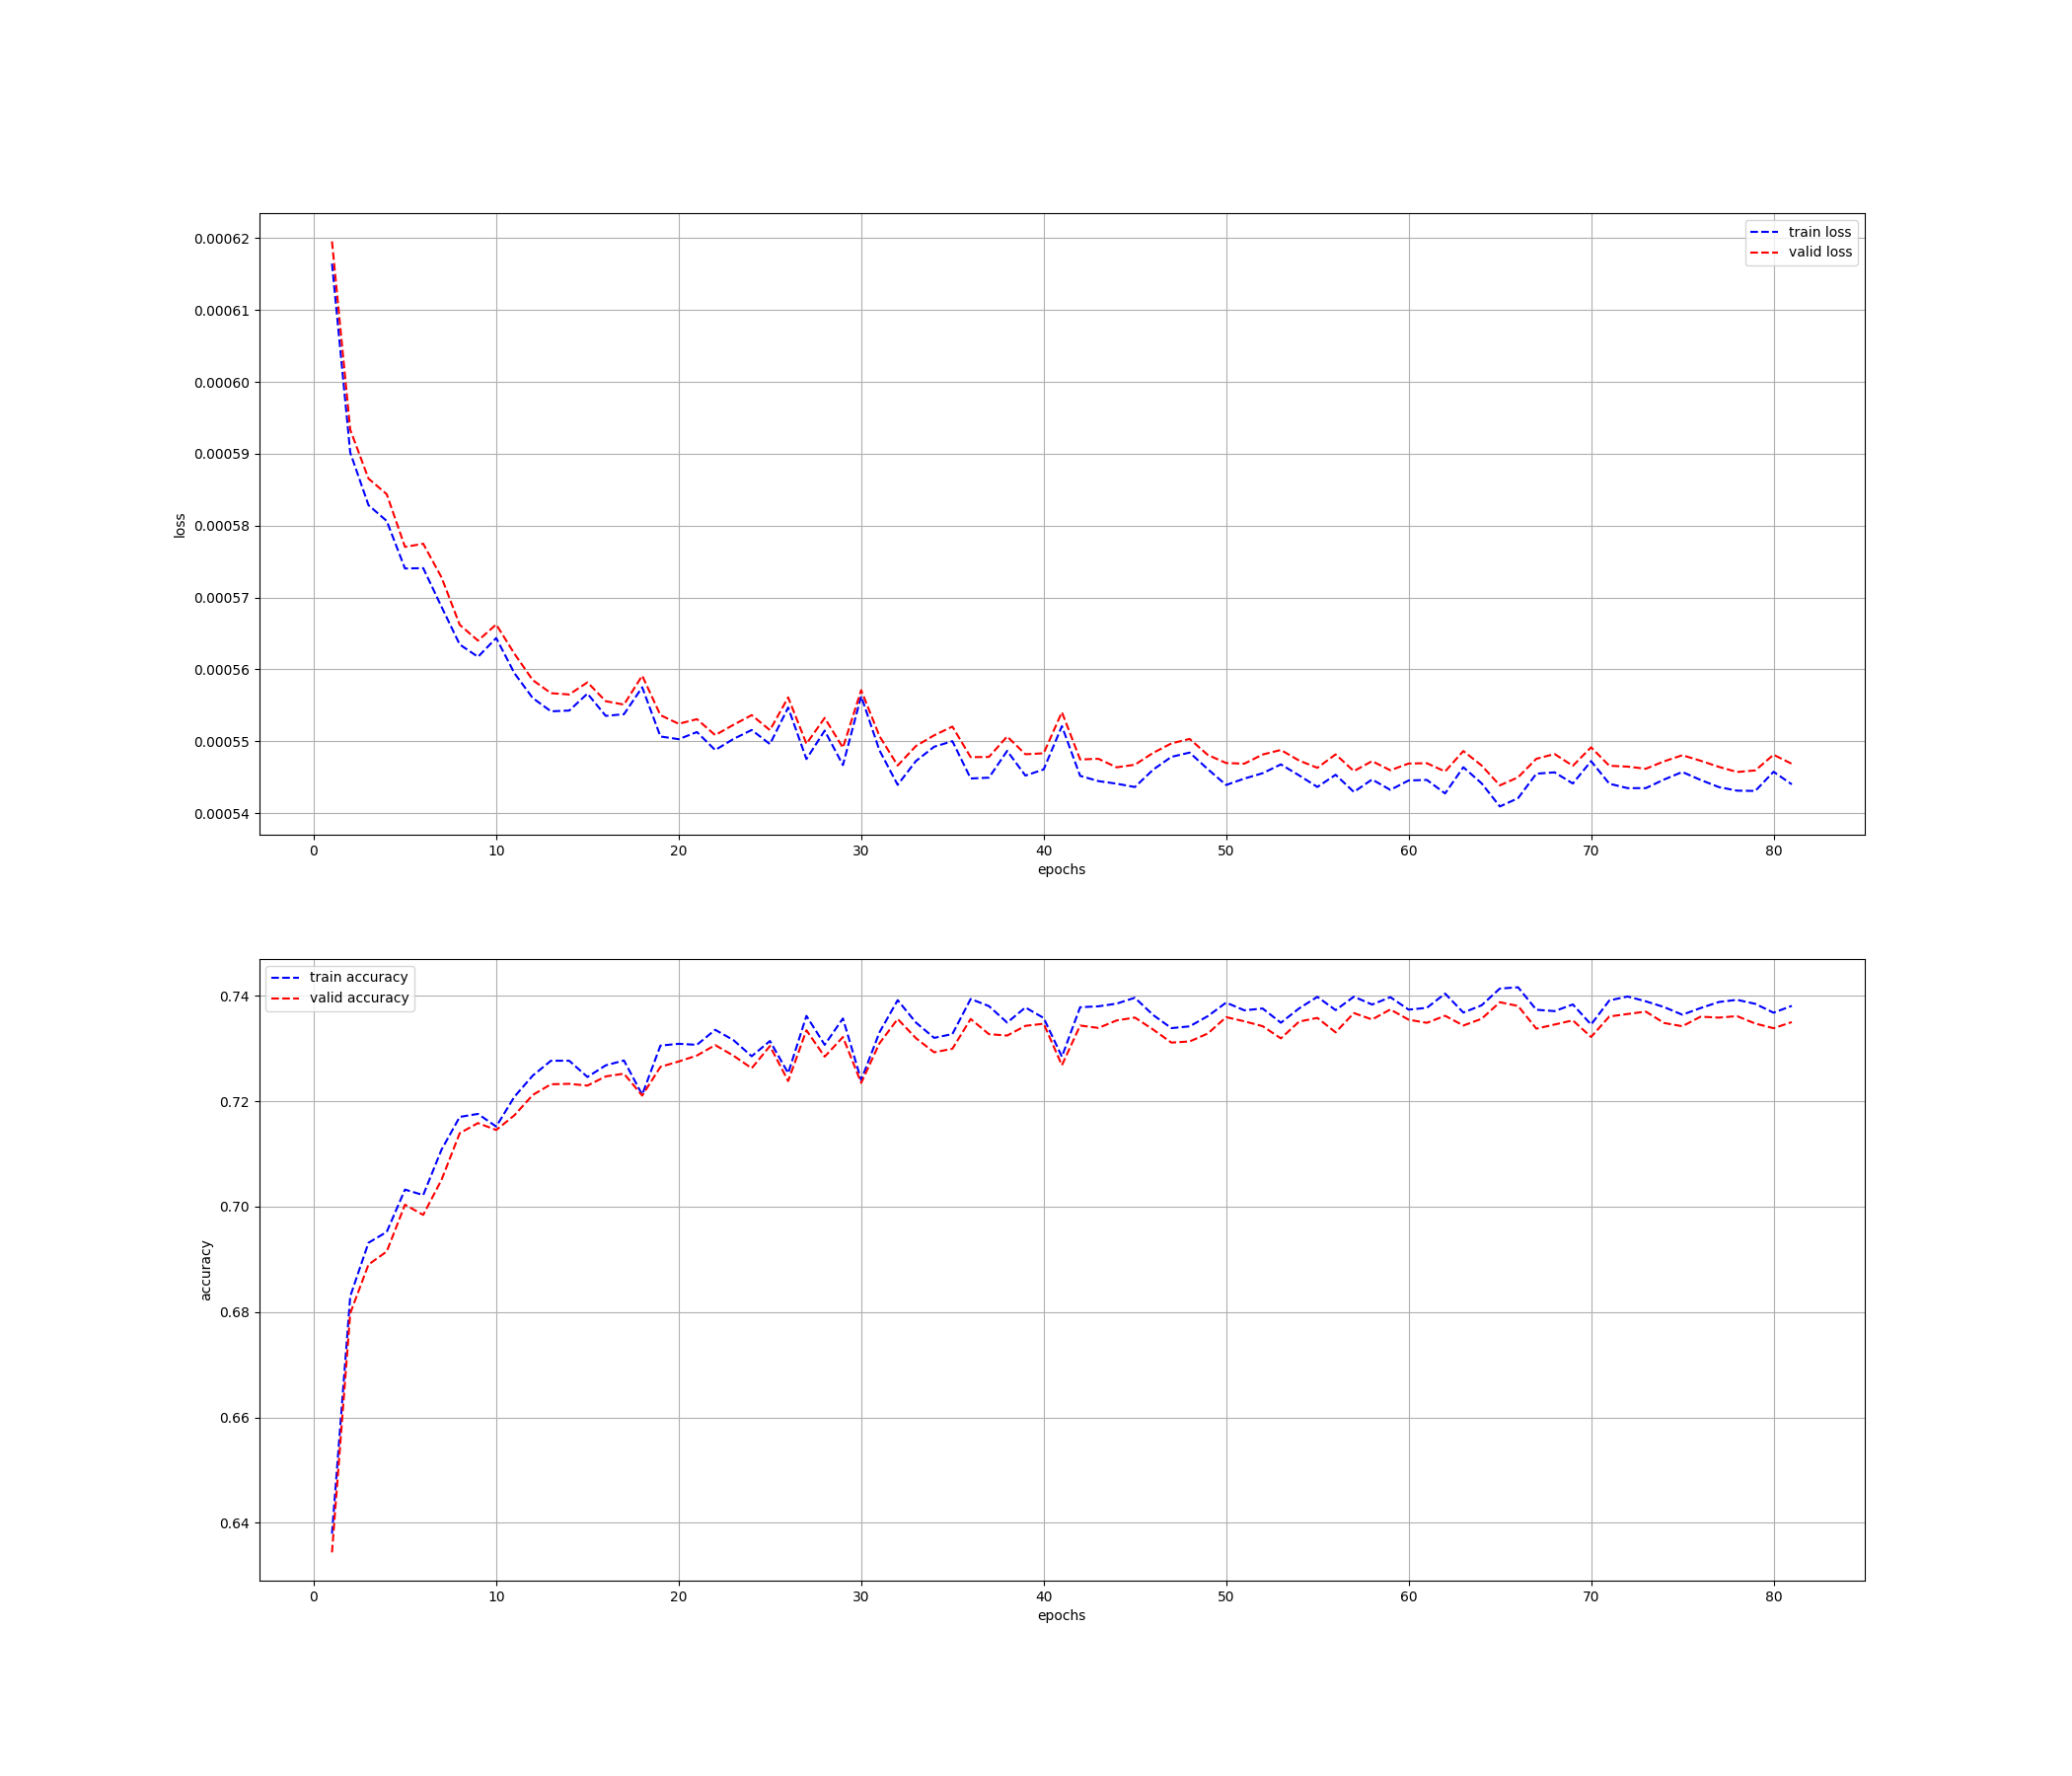 train loss
valid loss
0.00062
0.00061
0.00060
0.00059
0.00058
0.00057
0.00056
0.00055
0.00054
loss
0 10 20 30 40 50 60 70 80
epochs
train accuracy
valid accuracy
0.74
0.72
0.70
0.68
0.66
0.64
accuracy
0 10 20 30 40 50 60 70 80
epochs